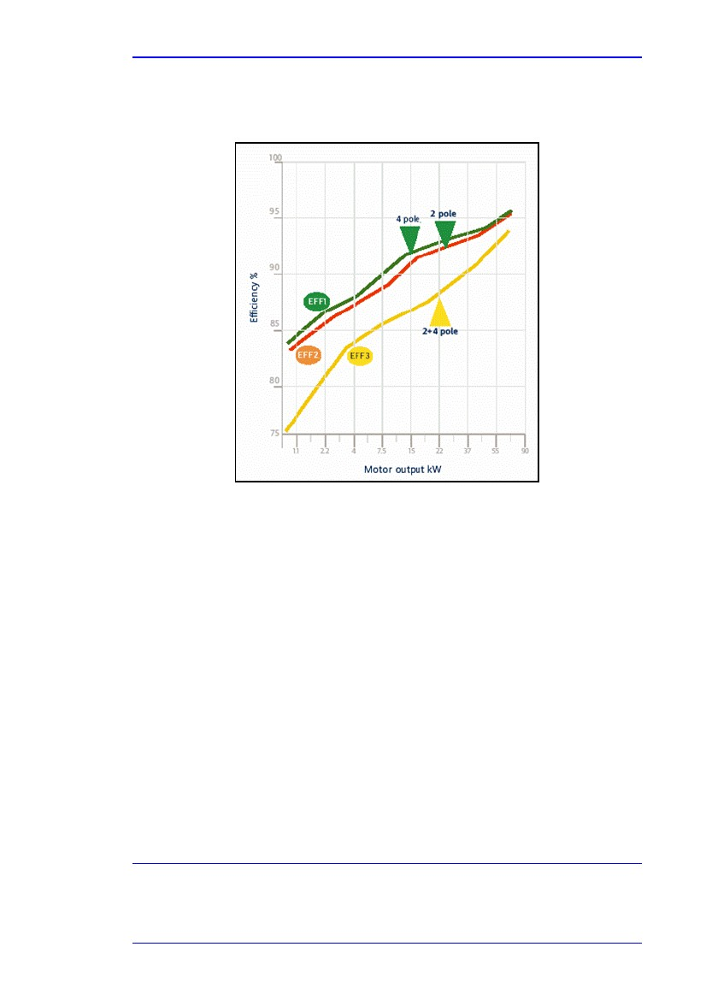 100
95
4 pole
2 pole
Efficiency %
90
EFF1
85
2+4 pole
EFF2
EFF3
80
75
1.1 2.2 4 7.5 15 22 37 55 90
Motor output kW